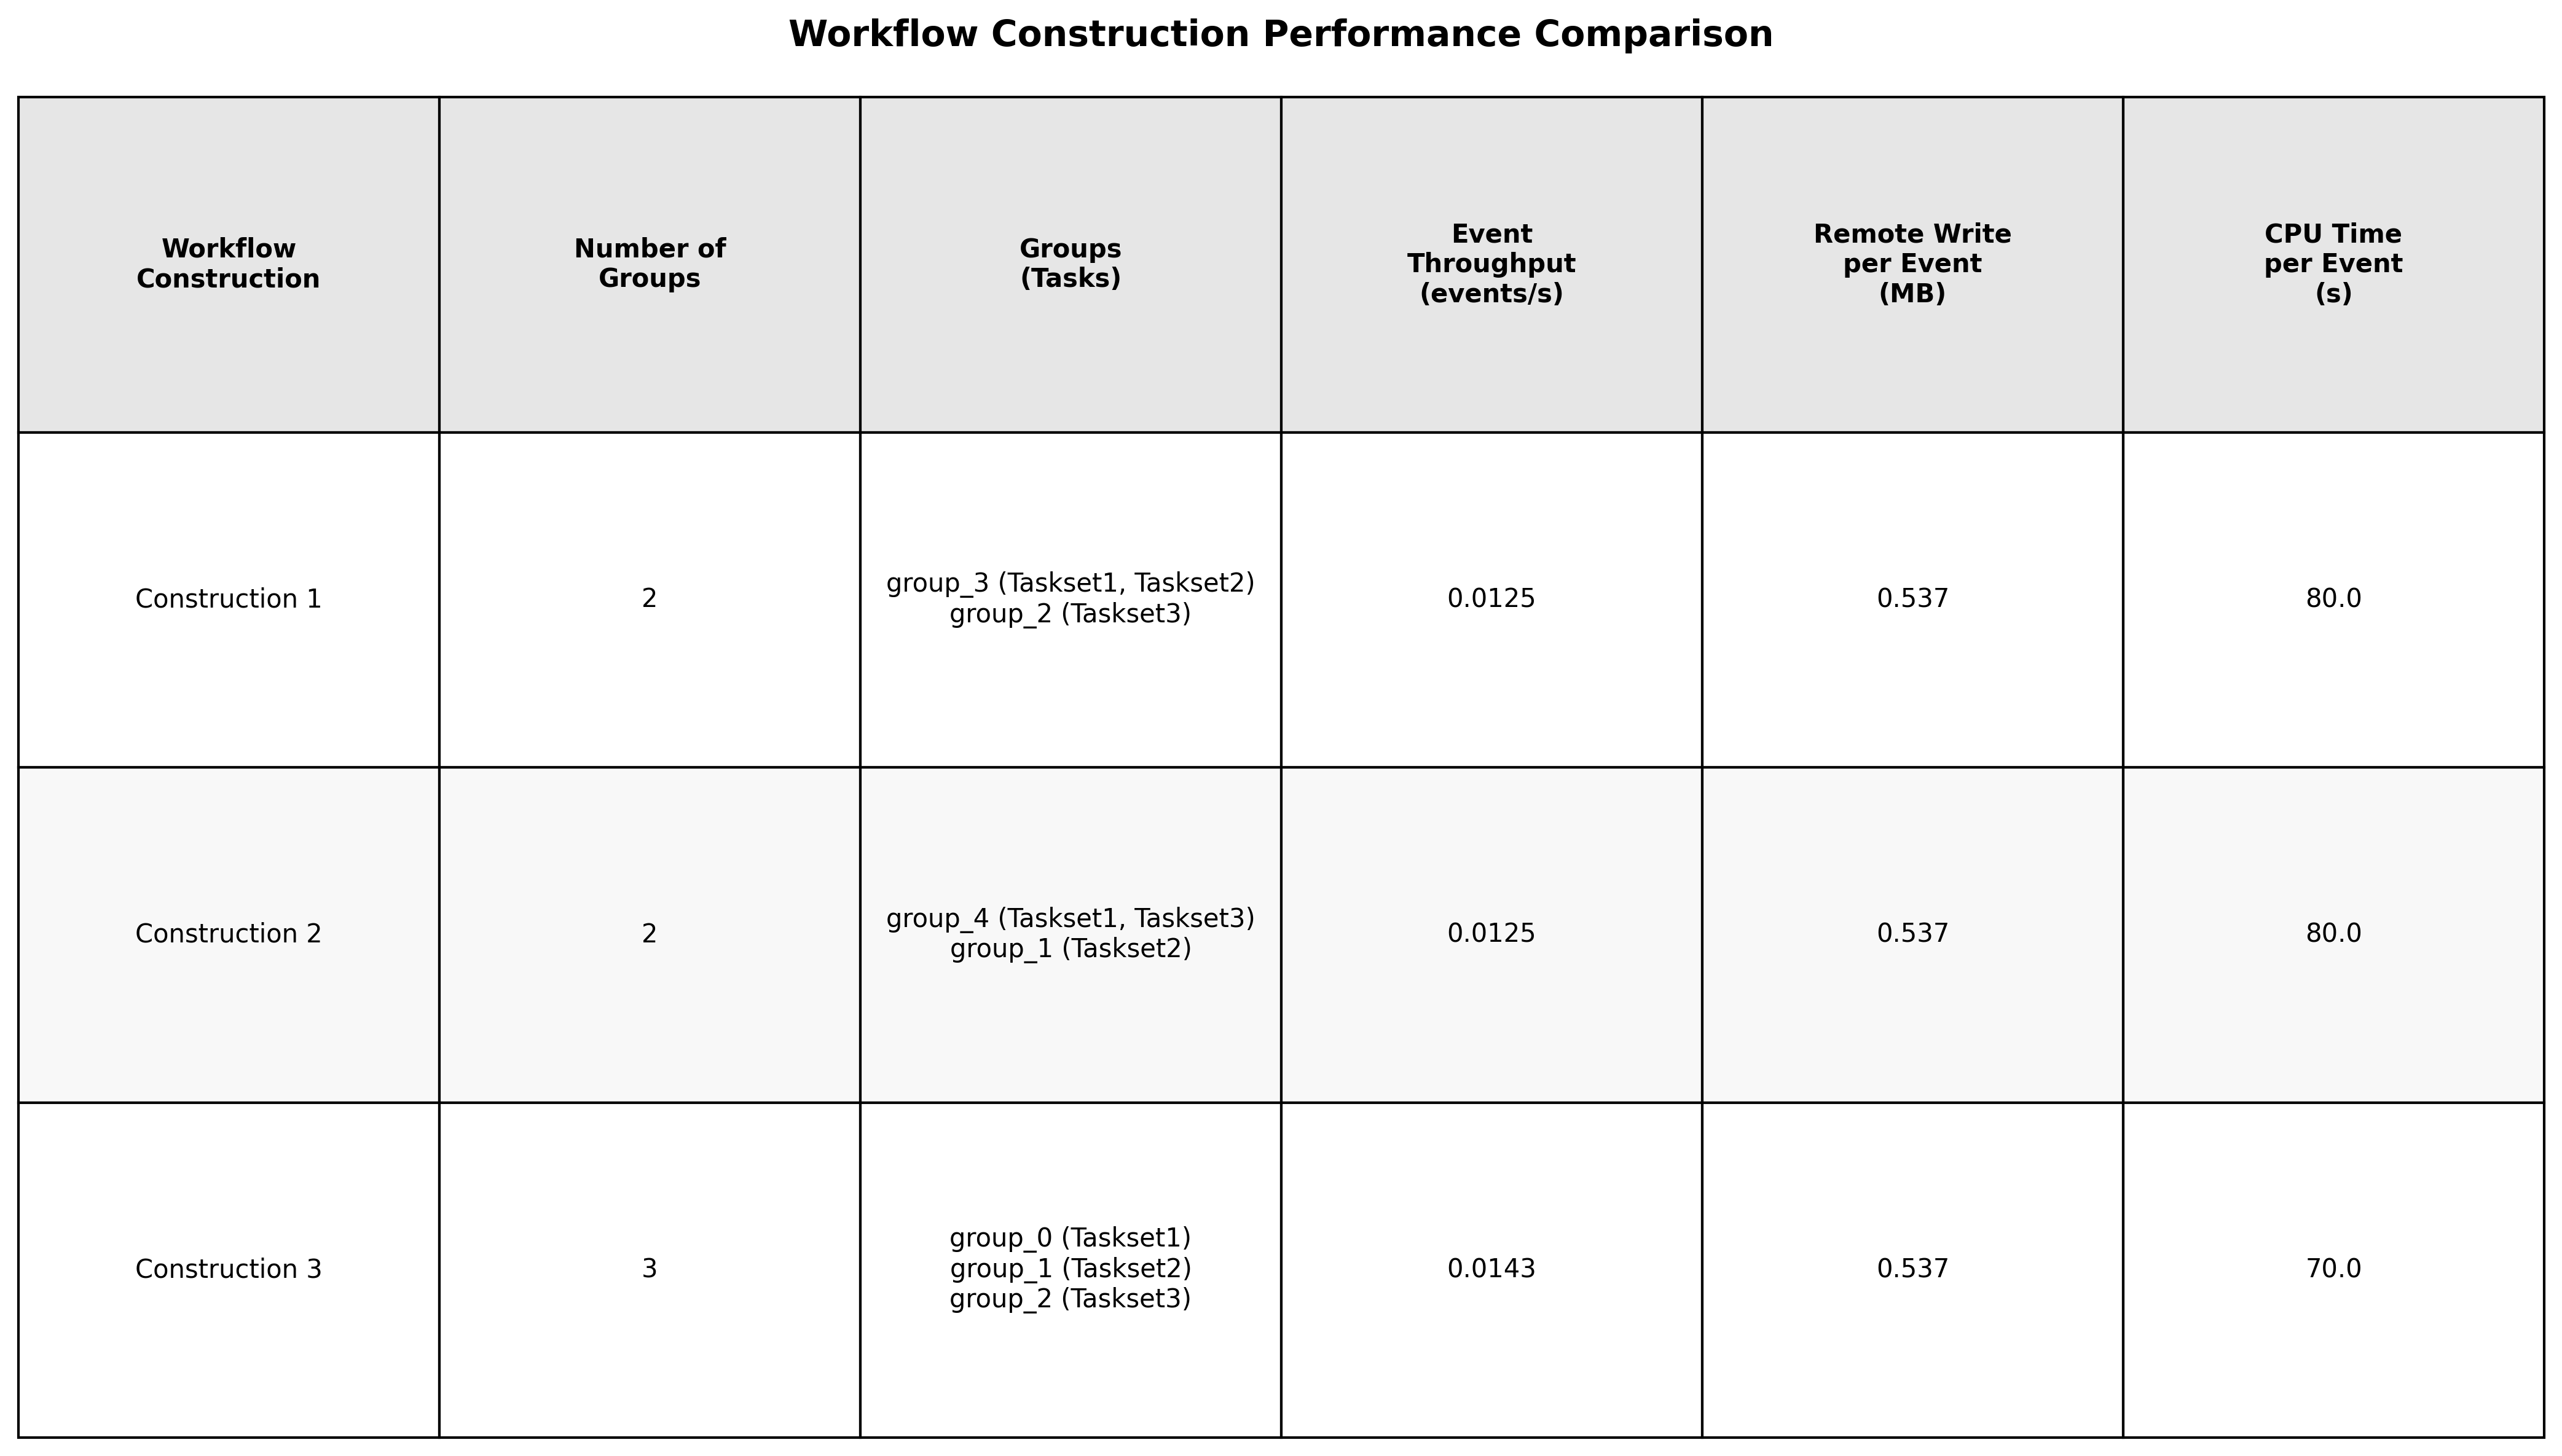 Workflow Construction Performance Comparison
Workflow
Construction
Number of
Groups
Groups
(Tasks)
Event
Throughput
(events/s)
Remote Write
per Event
(MB)
CPU Time
per Event
(s)
Construction 1
2
group_3 (Taskset1, Taskset2)
group_2 (Taskset3)
0.0125
0.537
80.0
Construction 2
2
group_4 (Taskset1, Taskset3)
group_1 (Taskset2)
0.0125
0.537
80.0
Construction 3
3
group_0 (Taskset1)
group_1 (Taskset2)
group_2 (Taskset3)
0.0143
0.537
70.0